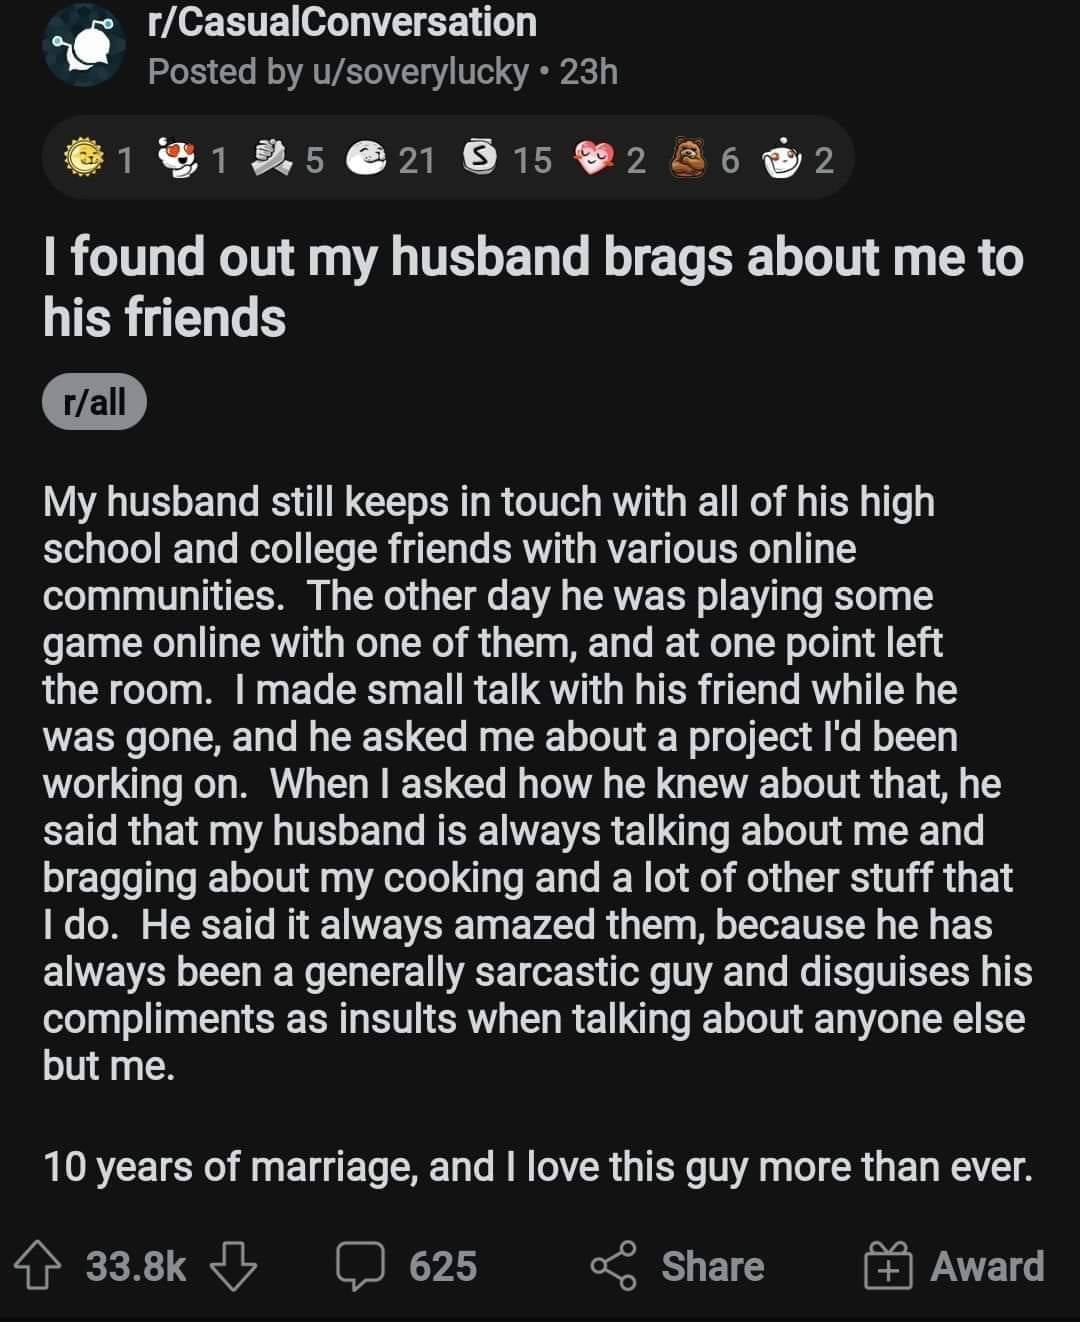 r/CasualConversation
Posted by u/soverylucky • 23h
1 1 5 21 S 15 2 6 2
I found out my husband brags about me to
his friends
r/all
My husband still keeps in touch with all of his high
school and college friends with various online
communities.  The other day he was playing some
game online with one of them, and at one point left
the room.  I made small talk with his friend while he
was gone, and he asked me about a project I'd been
working on.  When I asked how he knew about that, he
said that my husband is always talking about me and
bragging about my cooking and a lot of other stuff that
I do.  He said it always amazed them, because he has
always been a generally sarcastic guy and disguises his
compliments as insults when talking about anyone else
but me.
10 years of marriage, and I love this guy more than ever.
33.8k 625 Share Award